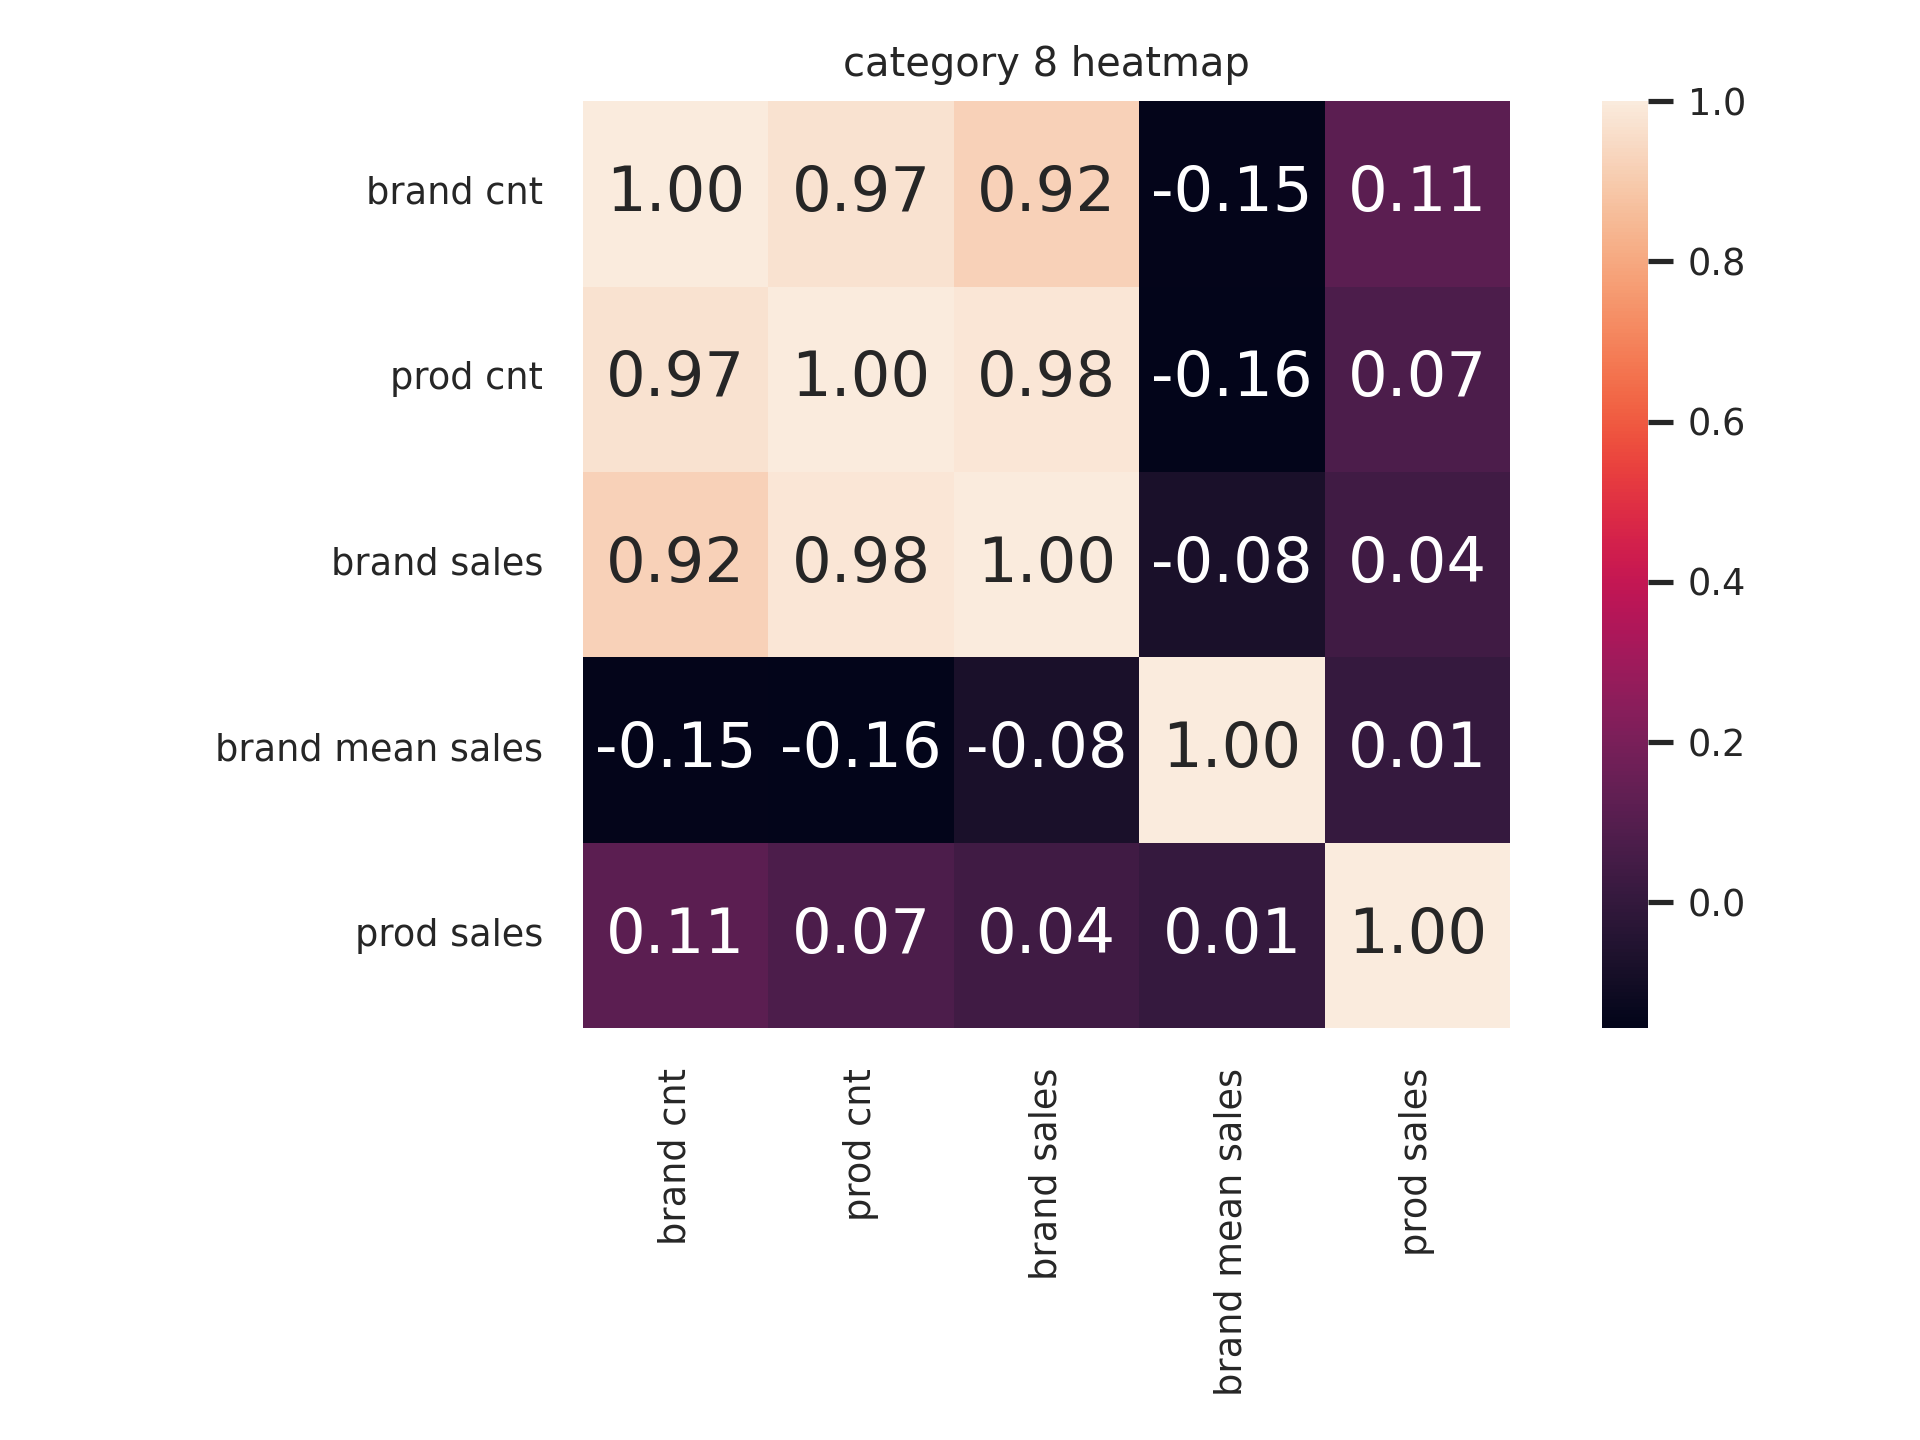 category 8 heatmap
brand cnt 1.00 0.97 0.92 -0.15 0.11
prod cnt 0.97 1.00 0.98 -0.16 0.07
brand sales 0.92 0.98 1.00 -0.08 0.04
brand mean sales -0.15 -0.16 -0.08 1.00 0.01
prod sales 0.11 0.07 0.04 0.01 1.00
brand cnt
prod cnt
brand sales
brand mean sales
prod sales
1.0
0.8
0.6
0.4
0.2
0.0